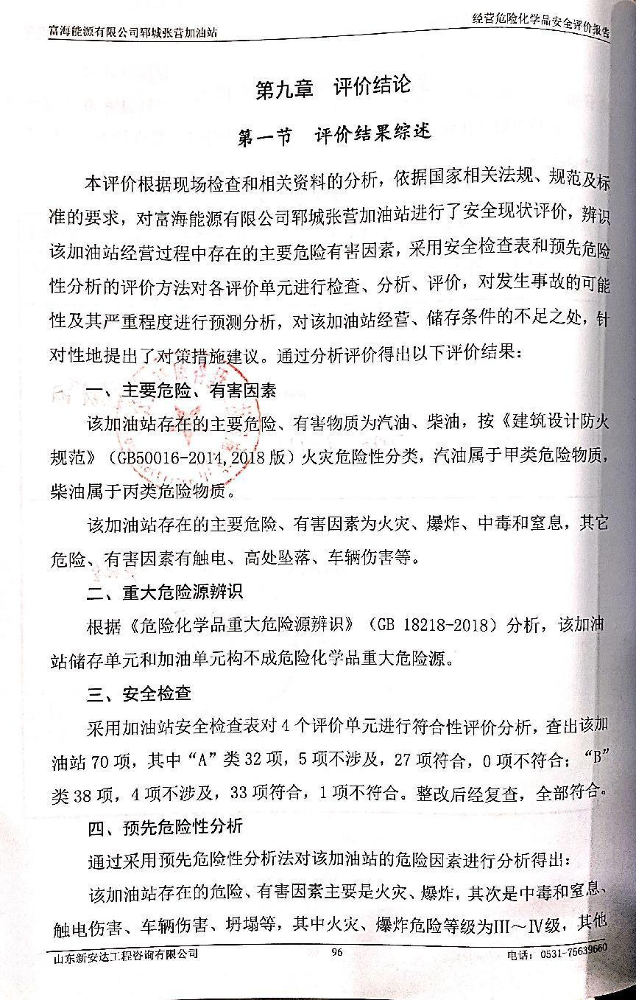 富海能源有限公司郓城张营加油站
经营危险化学品安全评价报告
第九章 评价结论
第一节 评价结果综述
本评价根据现场检查和相关资料的分析，依据国家相关法规、规范及标
准的要求，对富海能源有限公司郓城张营加油站进行了安全现状评价，辨识
该加油站经营过程中存在的主要危险有害因素，采用安全检查表和预先危险
性分析的评价方法对各评价单元进行检查、分析、评价，对发生事故的可能
性及其严重程度进行预测分析，对该加油站经营、储存条件的不足之处，针
对性地提出了对策措施建议。通过分析评价得出以下评价结果：
一、主要危险、有害因素
该加油站存在的主要危险、有害物质为汽油、柴油，按《建筑设计防火
规范》（GB50016-2014,2018版）火灾危险性分类，汽油属于甲类危险物质，
柴油属于丙类危险物质。
该加油站存在的主要危险、有害因素为火灾、爆炸、中毒和窒息，其它
危险、有害因素有触电、高处坠落、车辆伤害等。
二、重大危险源辨识
根据《危险化学品重大危险源辨识》（GB 18218-2018）分析，该加油
站储存单元和加油单元构不成危险化学品重大危险源。
三、安全检查
采用加油站安全检查表对4个评价单元进行符合性评价分析，查出该加
油站70项，其中“A”类32项，5项不涉及，27项符合，0项不符合；“B”
类38项，4项不涉及，33项符合，1项不符合。整改后经复查，全部符合。
四、预先危险性分析
通过采用预先危险性分析法对该加油站的危险因素进行分析得出：
该加油站存在的危险、有害因素主要是火灾、爆炸，其次是中毒和窒息、
触电伤害、车辆伤害、坍塌等，其中火灾、爆炸危险等级为Ⅲ～Ⅳ级，其他
山东新安达工程咨询有限公司
96
电话：0531-75639660